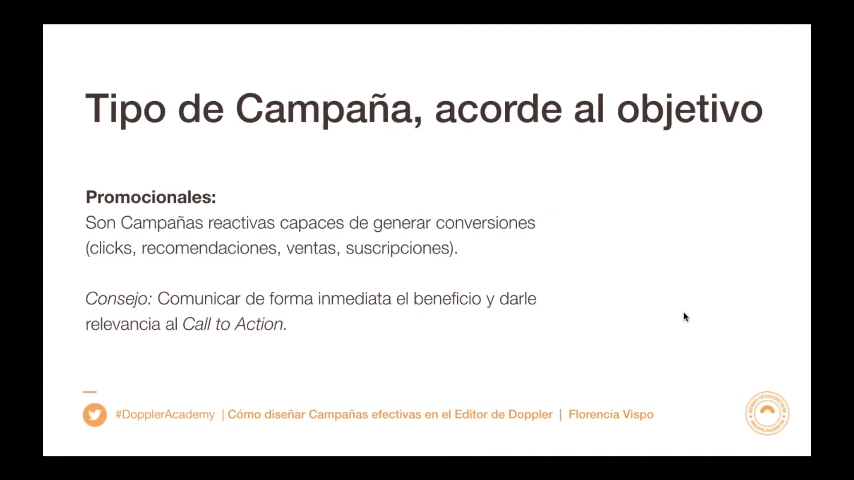 Tipo de Campaña, acorde al objetivo
Promocionales:
Son Campañas reactivas capaces de generar conversiones
(clicks, recomendaciones, ventas, suscripciones).
Consejo: Comunicar de forma inmediata el beneficio y darle
relevancia al Call to Action.
#DopplerAcademy | Cómo diseñar Campañas efectivas en el Editor de Doppler | Florencia Vispo